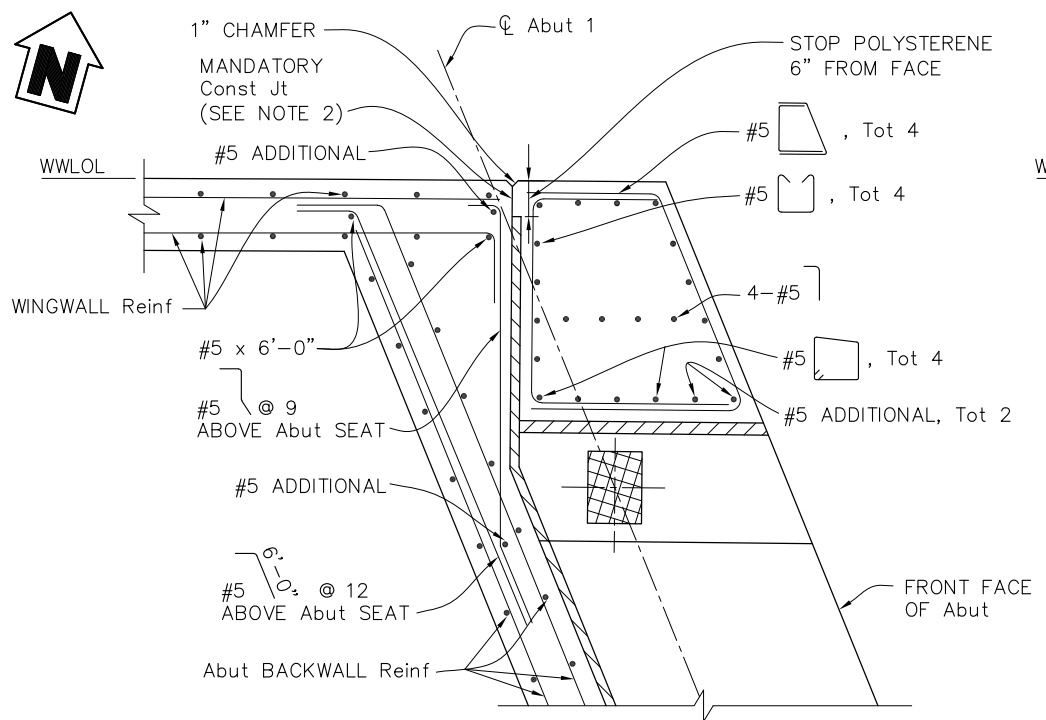 N
1" CHAMFER
℄ Abut 1
STOP POLYSTERENE
6" FROM FACE
MANDATORY
Const Jt
(SEE NOTE 2)
#5 , Tot 4
#5 ADDITIONAL
WWLOL
W
#5 , Tot 4
4-#5
WINGWALL Reinf
#5 x 6'-0"
#5 , Tot 4
#5 @ 9
ABOVE Abut SEAT
#5 ADDITIONAL, Tot 2
#5 ADDITIONAL
6'-0"
#5 @ 12
ABOVE Abut SEAT
FRONT FACE
OF Abut
Abut BACKWALL Reinf